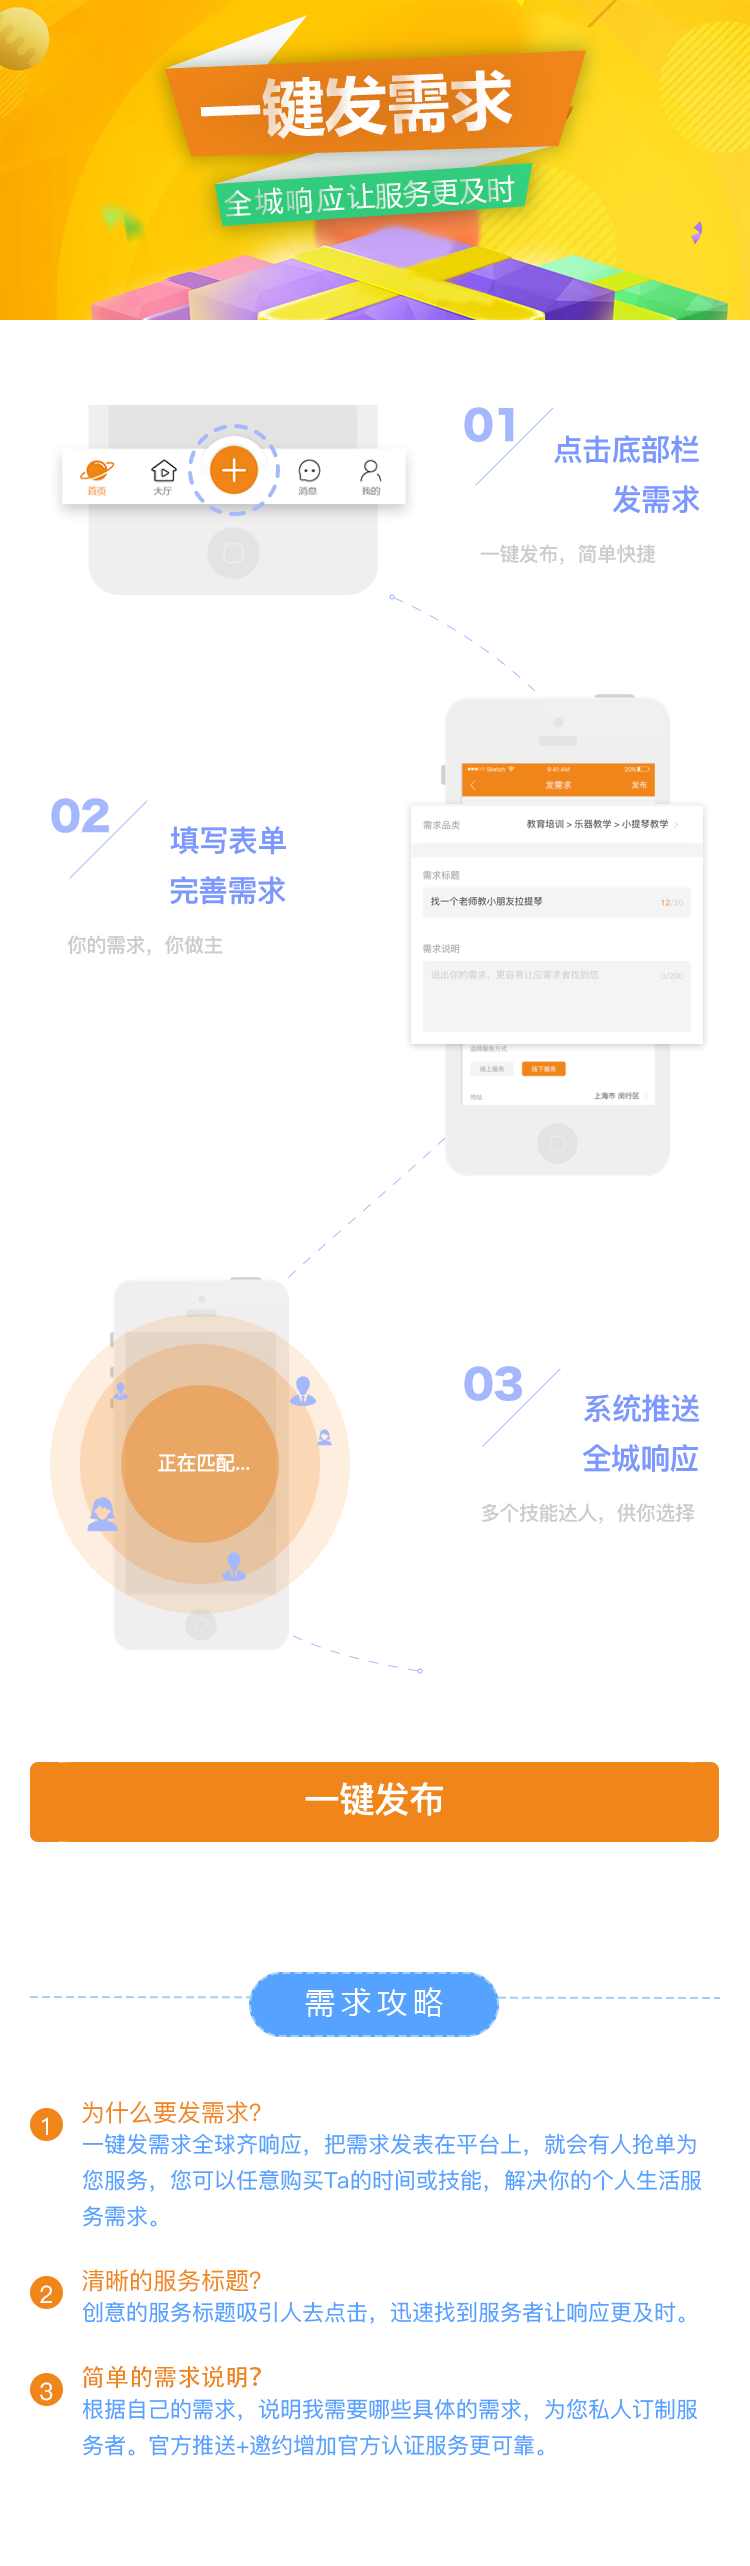 一键发需求
全城响应让服务更及时
01
点击底部栏
发需求
一键发布，简单快捷
首页 大厅 消息 我的
02
填写表单
完善需求
你的需求，你做主
Sketch 9:41 AM 20%
发需求 发布
需求品类 教育培训 > 乐器教学 > 小提琴教学
需求标题
找一个老师教小朋友拉提琴 12/20
需求说明
说出你的需求，更容易让应需求者找到您 0/200
选择服务方式
线上服务 线下服务
地址 上海市 闵行区
正在匹配...
03
系统推送
全城响应
多个技能达人，供你选择
一键发布
需求攻略
1 为什么要发需求?
一键发需求全球齐响应，把需求发表在平台上，就会有人抢单为
您服务，您可以任意购买Ta的时间或技能，解决你的个人生活服
务需求。
2 清晰的服务标题?
创意的服务标题吸引人去点击，迅速找到服务者让响应更及时。
3 简单的需求说明?
根据自己的需求，说明我需要哪些具体的需求，为您私人订制服
务者。官方推送+邀约增加官方认证服务更可靠。